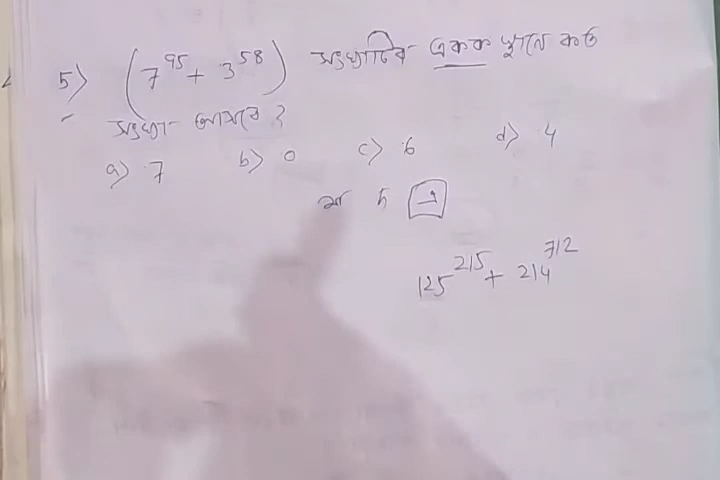 5) (7^95 + 3^58) সংখ্যাটির একক স্থানে কত
সংখ্যা আসবে ?
a) 7 b) 0 c) 6 d) 4
125^215 + 214^712